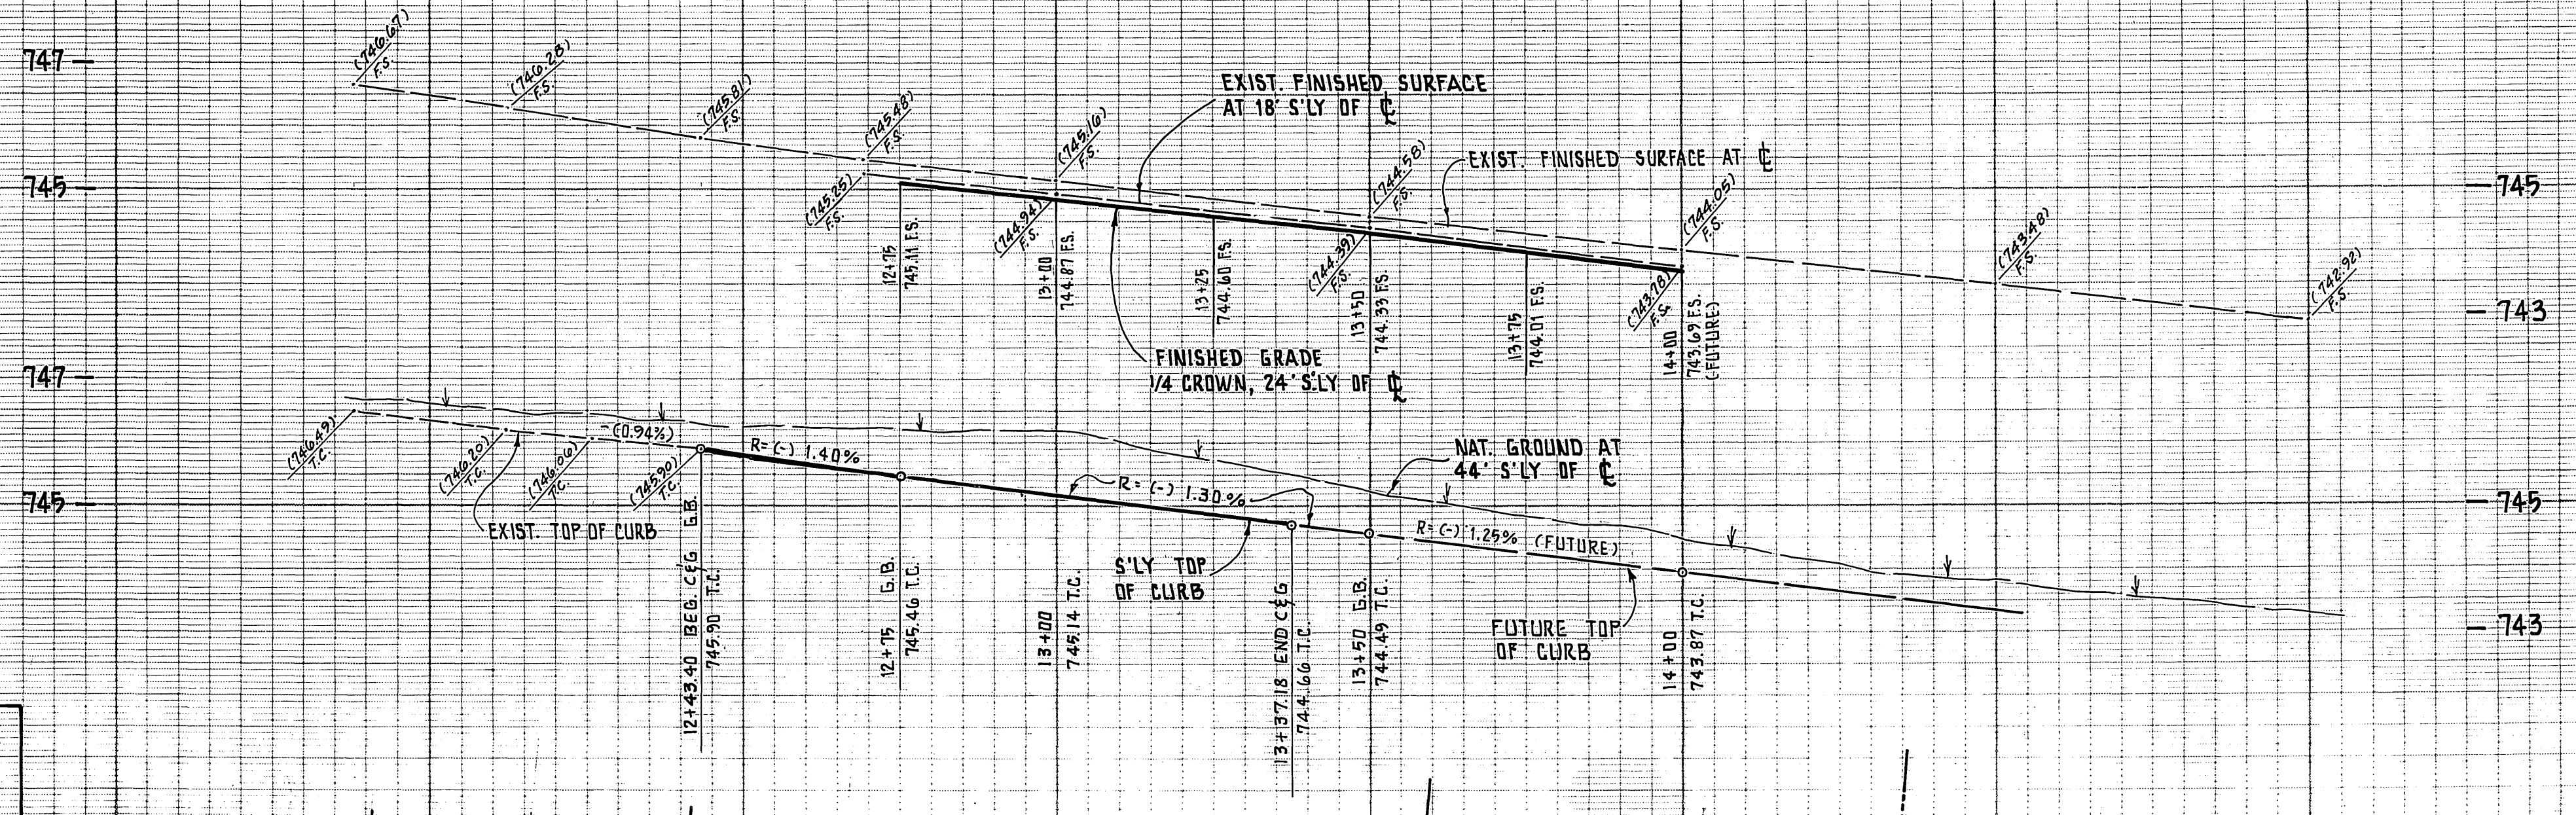 747
(746.67)
F.S.
(746.28)
F.S.
(745.81)
F.S.
(745.48)
F.S.
(745.16)
F.S.
EXIST. FINISHED SURFACE
AT 18' S'LY OF ℄
(744.58)
F.S.
EXIST. FINISHED SURFACE AT ℄
(744.05)
F.S.
(743.48)
F.S.
(742.92)
F.S.
745
745
743
(745.25)
F.S.
12+75
745.11 F.S.
(744.94)
F.S.
13+00
744.87 F.S.
13+25
744.60 F.S.
(744.39)
F.S.
13+50
744.33 F.S.
13+75
744.01 F.S.
(743.78)
F.S.
14+00
743.69 F.S.
(FUTURE)
FINISHED GRADE
1/4 CROWN, 24' S'LY OF ℄
747
745
745
743
(746.49)
T.C.
(746.20)
T.C.
(746.06)
T.C.
(0.94%)
(745.90)
T.C.
EXIST. TOP OF CURB
R= (-) 1.40%
R= (-) 1.30%
NAT. GROUND AT
44' S'LY OF ℄
R= (-) 1.25% (FUTURE)
S'LY TOP
OF CURB
FUTURE TOP
OF CURB
12+43.40 BEG. C&G G.B.
745.90 T.C.
12+75 G.B.
745.46 T.C.
13+00
745.14 T.C.
13+37.18 END C&G
744.66 T.C.
13+50 G.B.
744.49 T.C.
14+00
743.87 T.C.